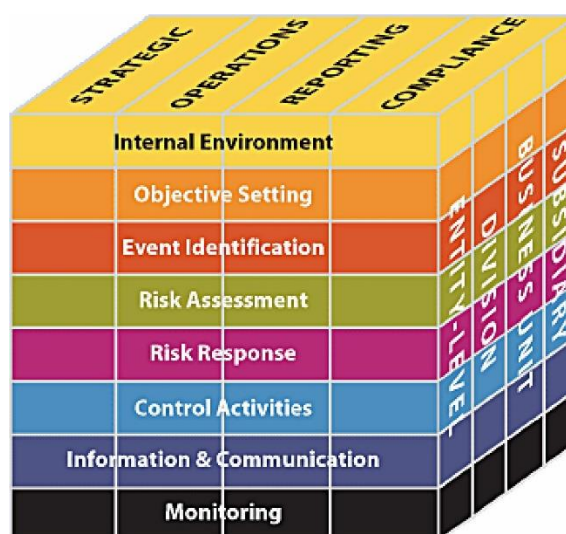 STRATEGIC
OPERATIONS
REPORTING
COMPLIANCE
Internal Environment
Objective Setting
Event Identification
Risk Assessment
Risk Response
Control Activities
Information & Communication
Monitoring
ENTITY-LEVEL
DIVISION
BUSINESS UNIT
SUBSIDIARY